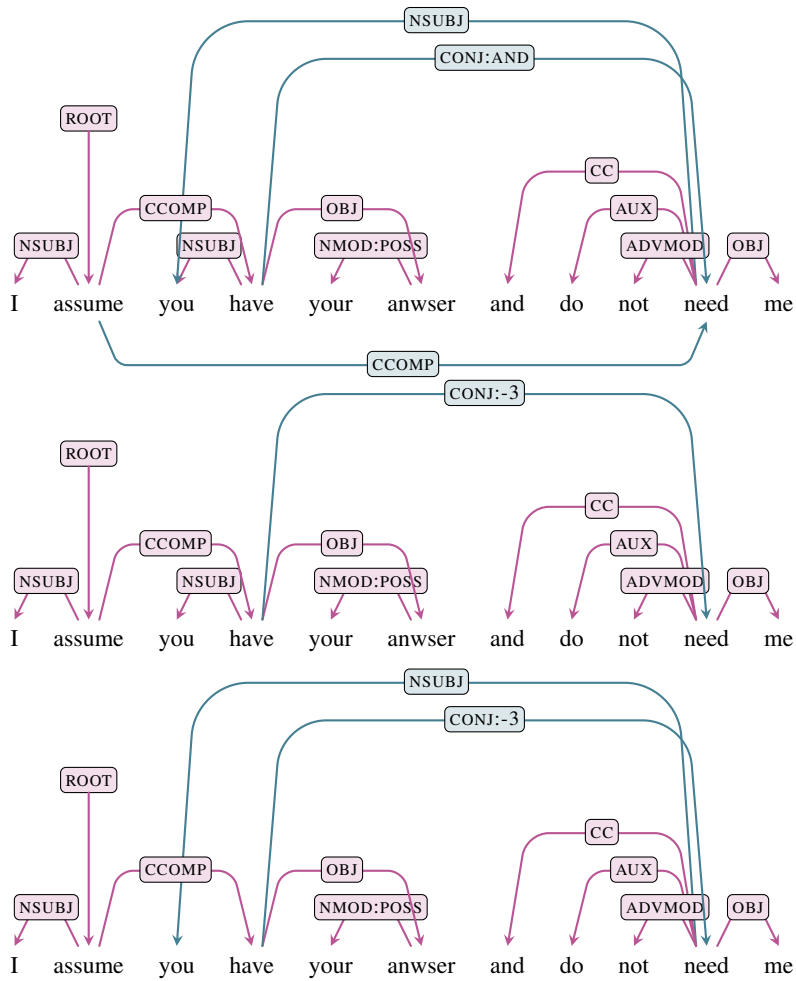 NSUBJ
CONJ:AND
ROOT
CC
CCOMP OBJ AUX
NSUBJ NSUBJ NMOD:POSS ADVMOD OBJ
I assume you have your anwser and do not need me
CCOMP
CONJ:-3
ROOT
CC
CCOMP OBJ AUX
NSUBJ NSUBJ NMOD:POSS ADVMOD OBJ
I assume you have your anwser and do not need me
NSUBJ
CONJ:-3
ROOT
CC
CCOMP OBJ AUX
NSUBJ NMOD:POSS ADVMOD OBJ
I assume you have your anwser and do not need me